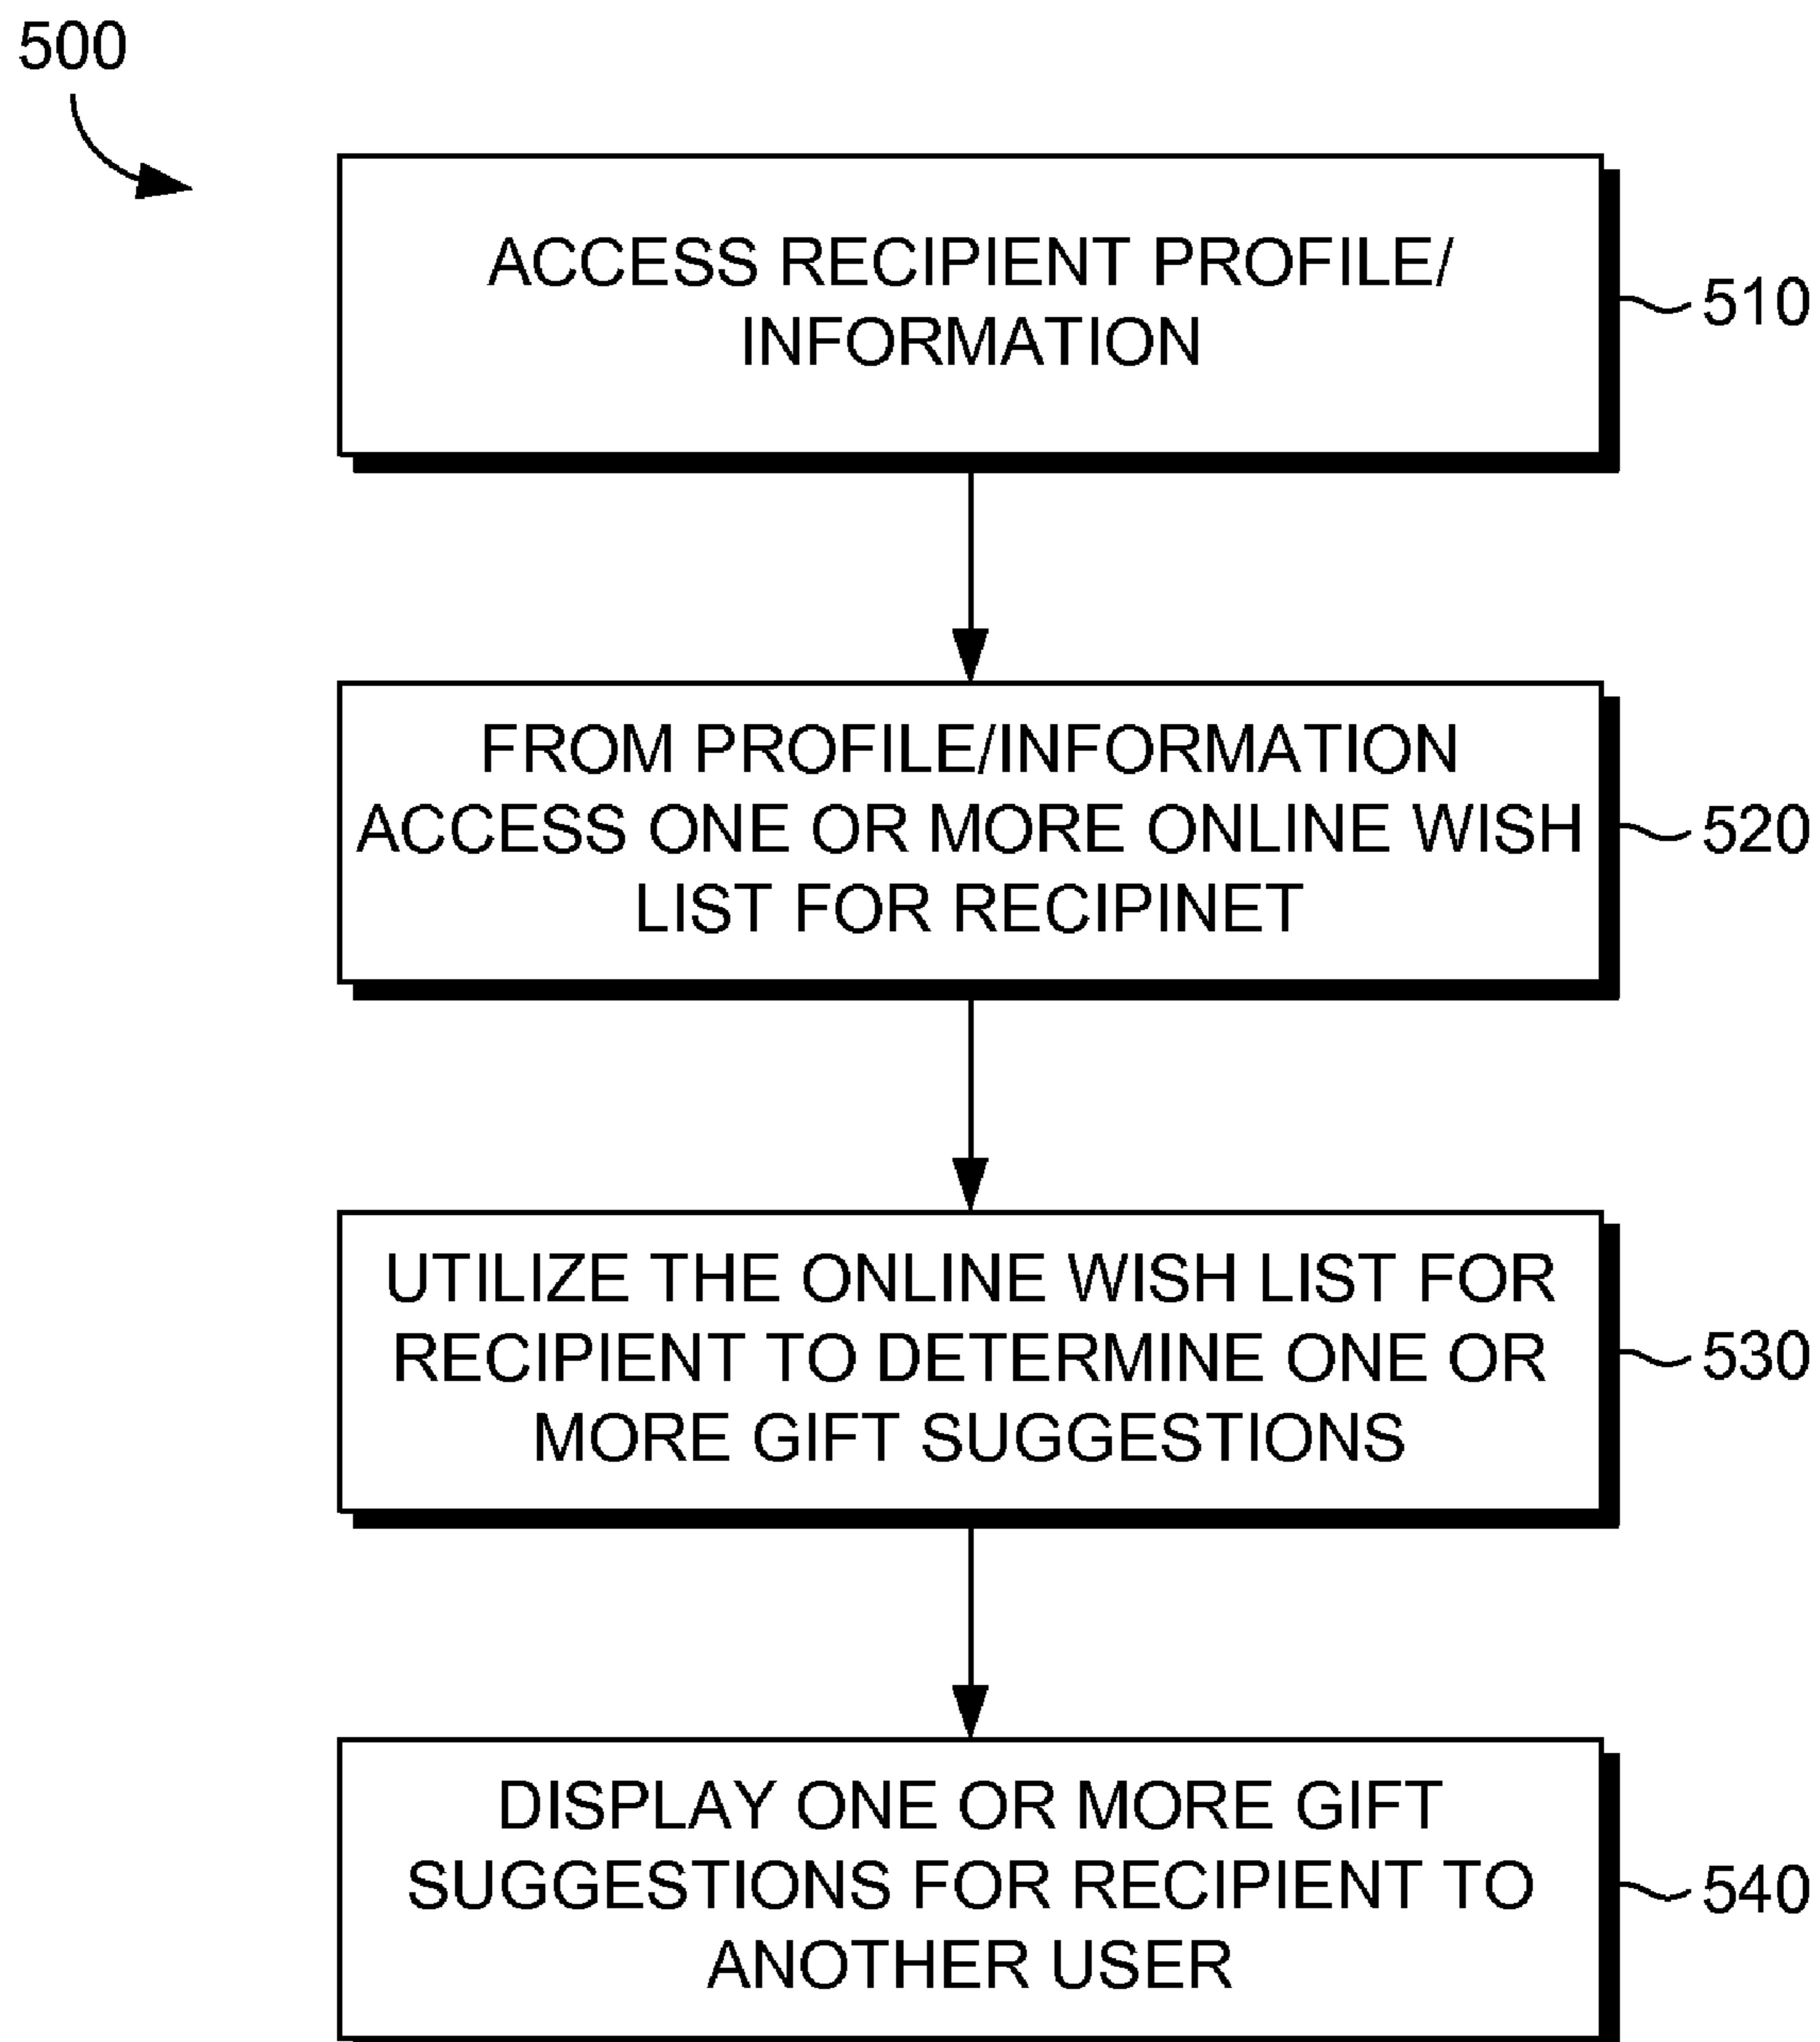 500
ACCESS RECIPIENT PROFILE/
INFORMATION
510
FROM PROFILE/INFORMATION
ACCESS ONE OR MORE ONLINE WISH
LIST FOR RECIPINET
520
UTILIZE THE ONLINE WISH LIST FOR
RECIPIENT TO DETERMINE ONE OR
MORE GIFT SUGGESTIONS
530
DISPLAY ONE OR MORE GIFT
SUGGESTIONS FOR RECIPIENT TO
ANOTHER USER
540